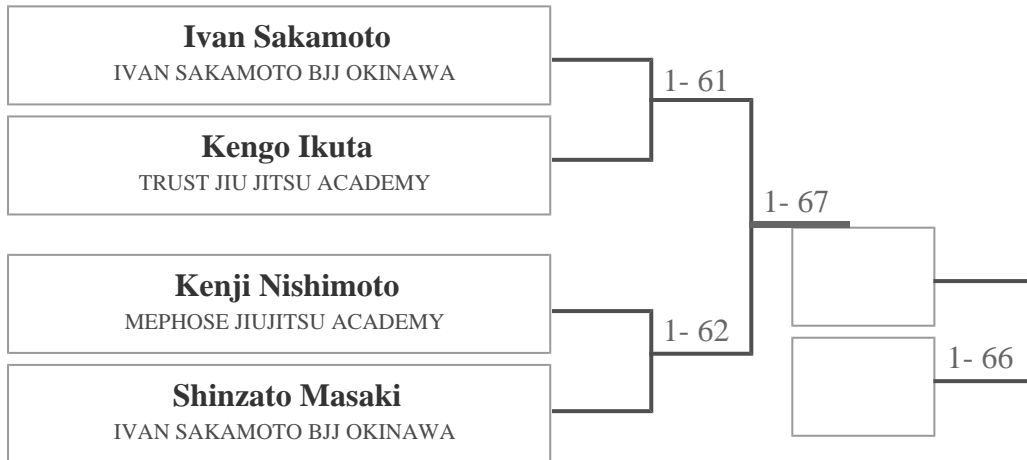 Ivan Sakamoto
IVAN SAKAMOTO BJJ OKINAWA
1- 61
Kengo Ikuta
TRUST JIU JITSU ACADEMY
1- 67
Kenji Nishimoto
MEPHOSE JIUJITSU ACADEMY
1- 62
1- 66
Shinzato Masaki
IVAN SAKAMOTO BJJ OKINAWA